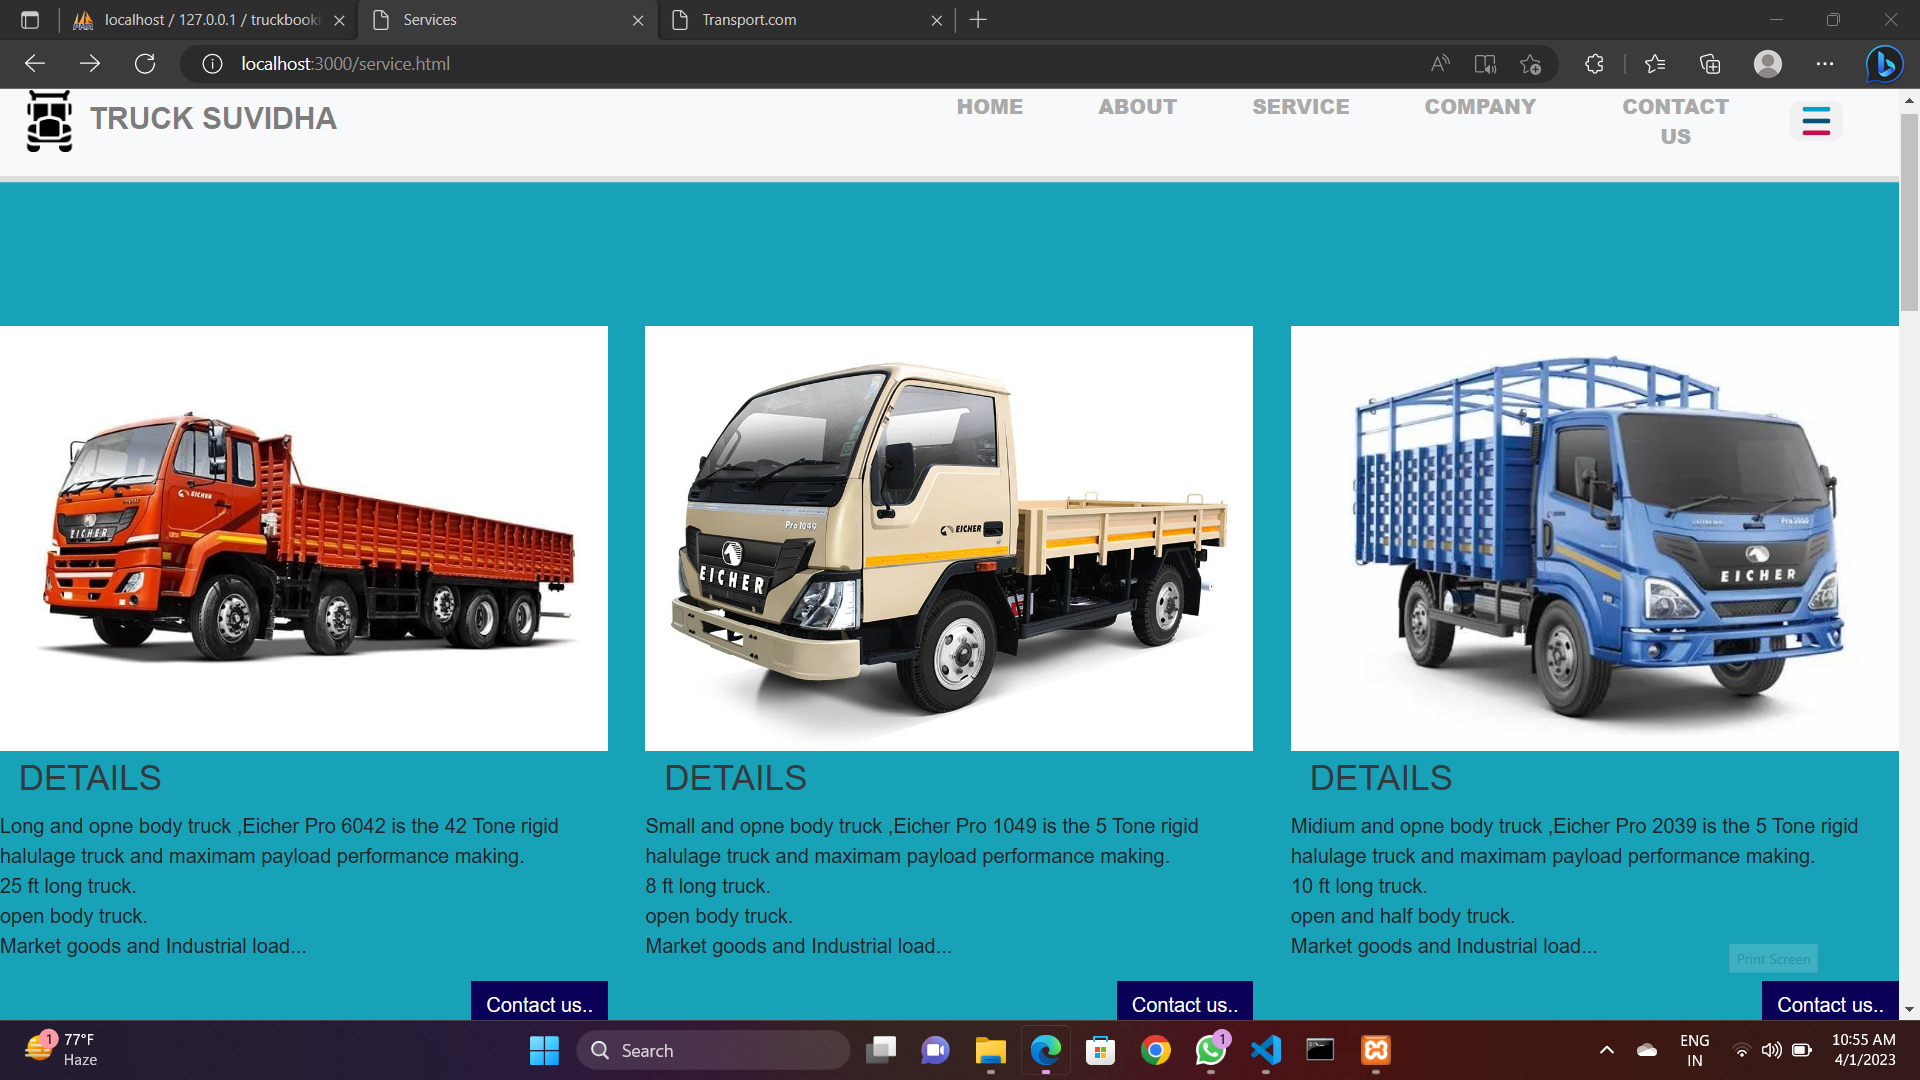 localhost / 127.0.0.1 / truckbooki
Services
Transport.com
localhost:3000/service.html
TRUCK SUVIDHA
HOME
ABOUT
SERVICE
COMPANY
CONTACT
US
EICHER
EICHER
Pro 1049
EICHER
EICHER
EICHER
DETAILS
Long and opne body truck ,Eicher Pro 6042 is the 42 Tone rigid
halulage truck and maximam payload performance making.
25 ft long truck.
open body truck.
Market goods and Industrial load...
Contact us..
DETAILS
Small and opne body truck ,Eicher Pro 1049 is the 5 Tone rigid
halulage truck and maximam payload performance making.
8 ft long truck.
open body truck.
Market goods and Industrial load...
Contact us..
DETAILS
Midium and opne body truck ,Eicher Pro 2039 is the 5 Tone rigid
halulage truck and maximam payload performance making.
10 ft long truck.
open and half body truck.
Market goods and Industrial load...
Print Screen
Contact us..
1
77°F
Haze
Search
1
ENG
IN
10:55 AM
4/1/2023